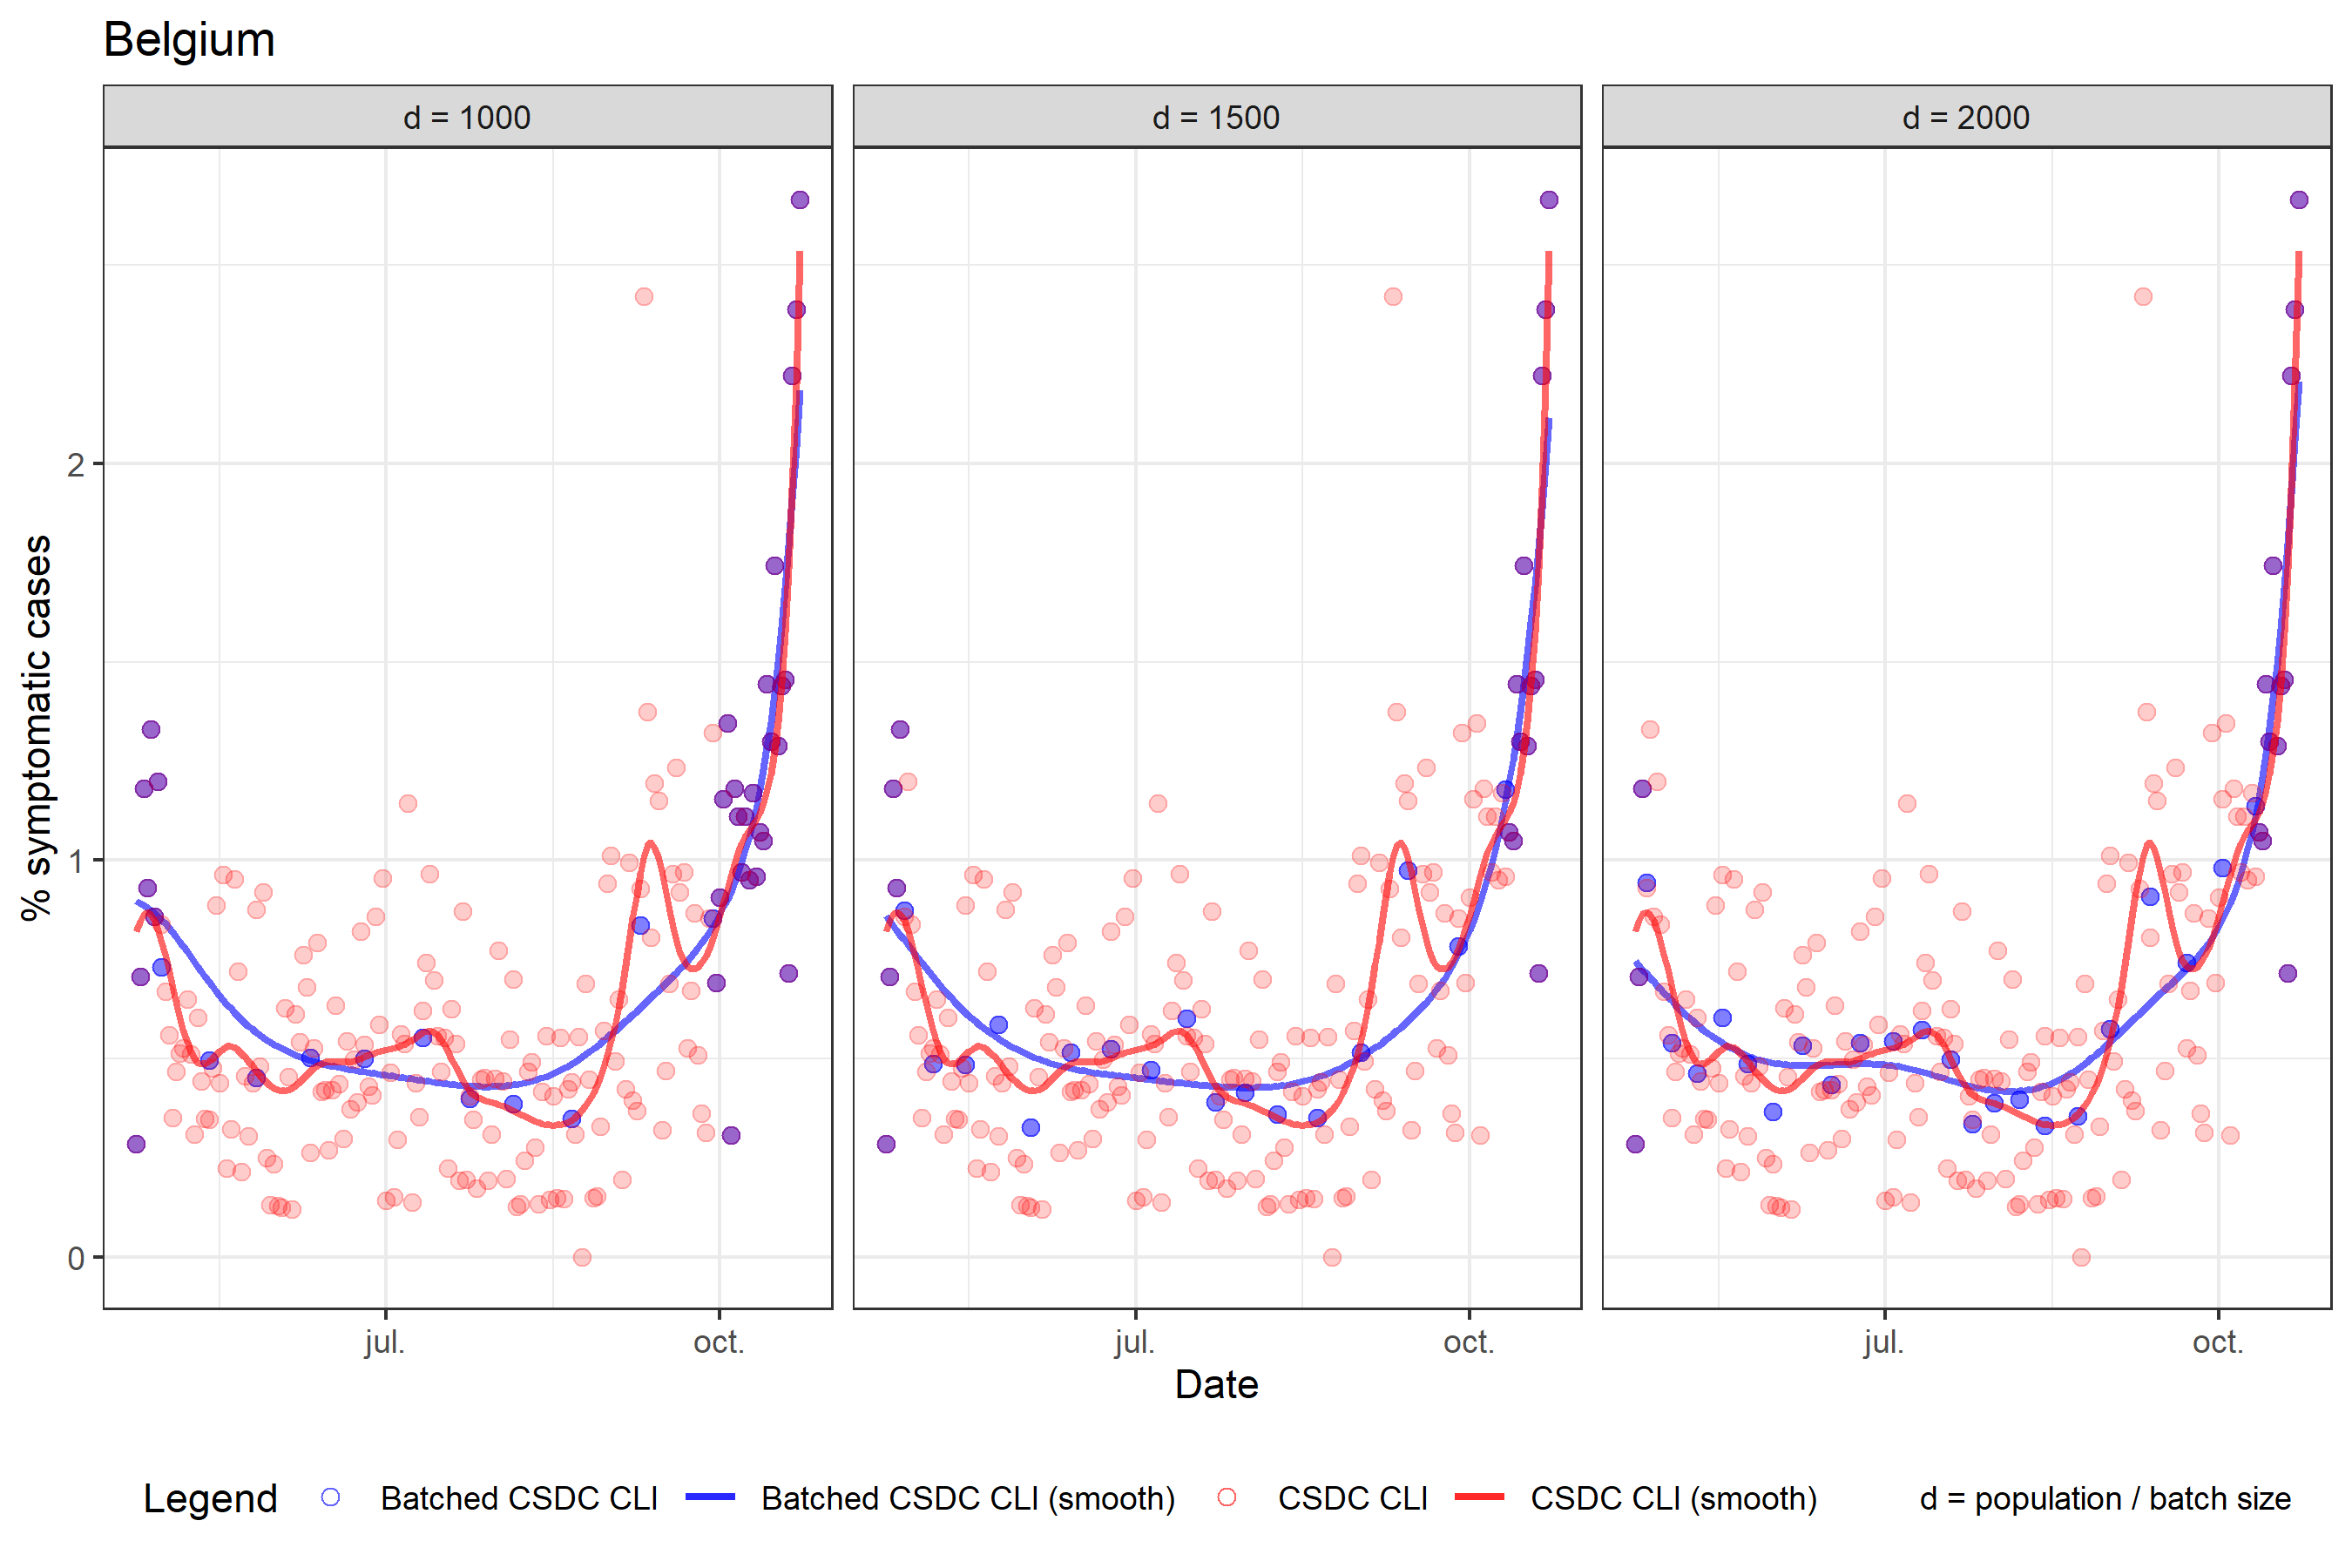 Belgium
d = 1000
d = 1500
d = 2000
% symptomatic cases
2
1
0
jul.
oct.
jul.
oct.
jul.
oct.
Date
Legend
Batched CSDC CLI
Batched CSDC CLI (smooth)
CSDC CLI
CSDC CLI (smooth)
d = population / batch size